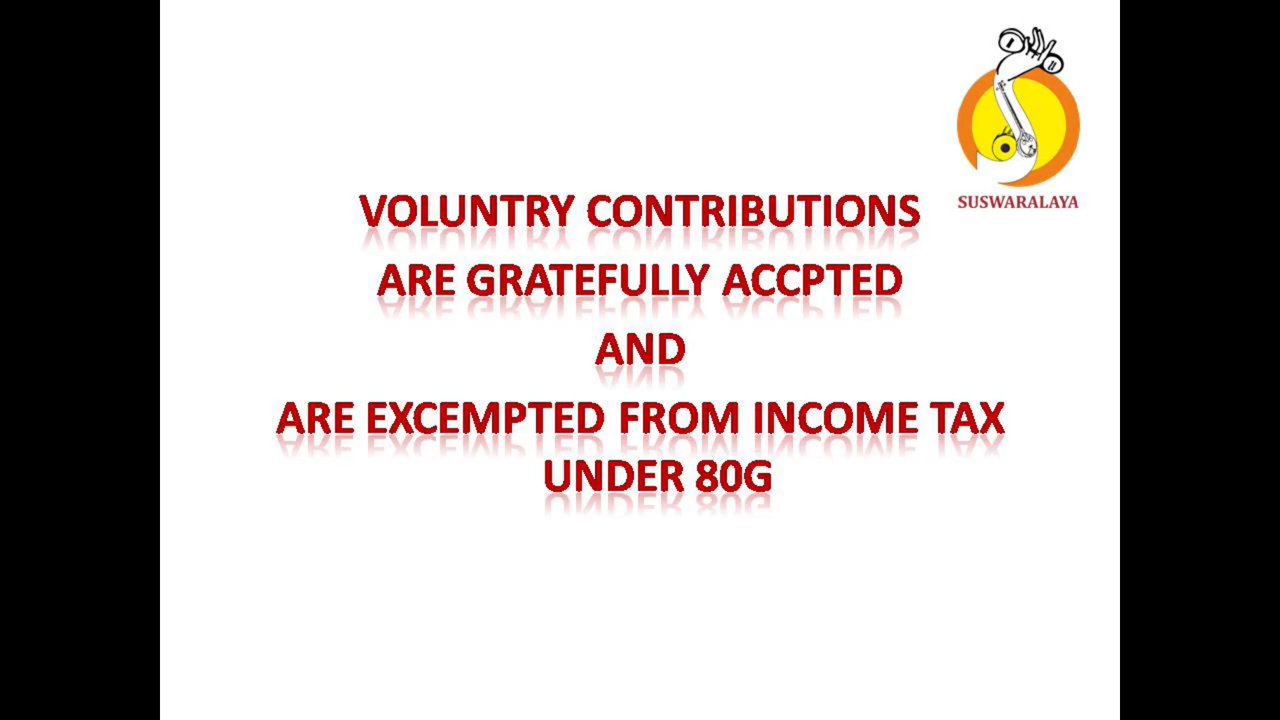 SUSWARALAYA
VOLUNTRY CONTRIBUTIONS
ARE GRATEFULLY ACCPTED
AND
ARE EXCEMPTED FROM INCOME TAX
UNDER 80G